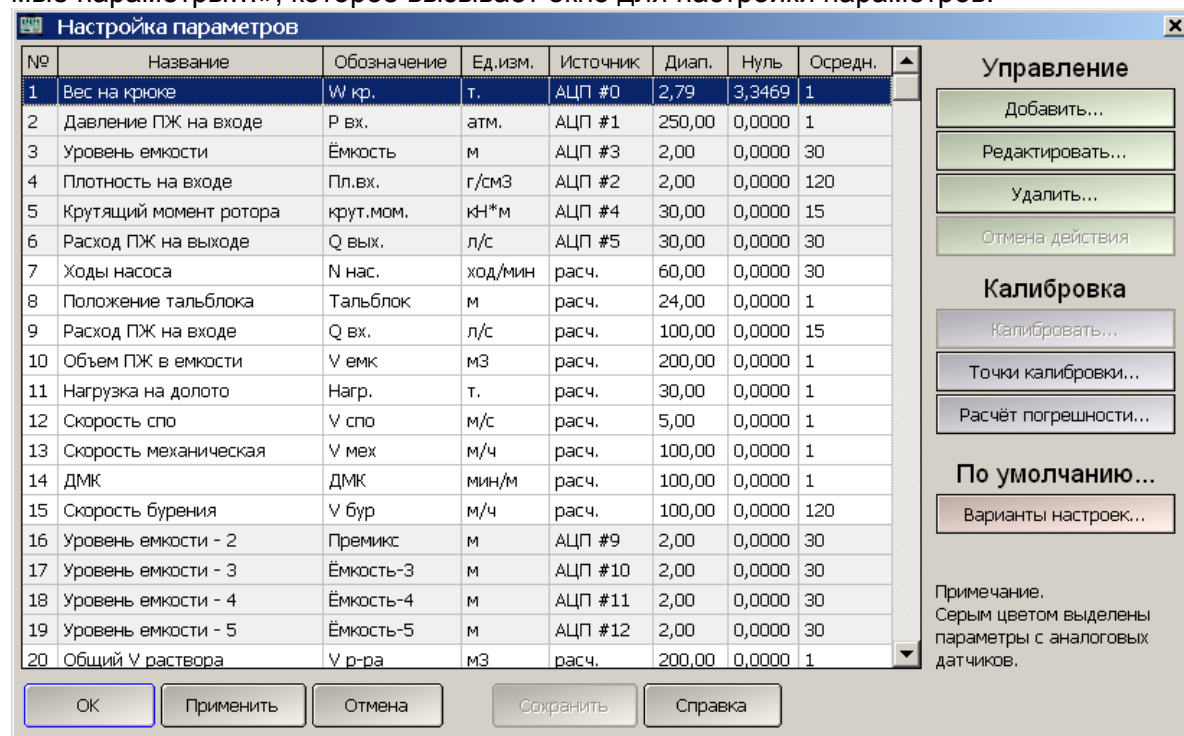 мые параметры…», которое вызывает окно для настройки параметров.
Настройка параметров
№ Название Обозначение Ед.изм. Источник Диап. Нуль Осредн.
1 Вес на крюке W кр. т. АЦП #0 2,79 3,3469 1
2 Давление ПЖ на входе P вх. атм. АЦП #1 250,00 0,0000 1
3 Уровень емкости Ёмкость м АЦП #3 2,00 0,0000 30
4 Плотность на входе Пл.вх. г/см3 АЦП #2 2,00 0,0000 120
5 Крутящий момент ротора крут.мом. кН*м АЦП #4 30,00 0,0000 15
6 Расход ПЖ на выходе Q вых. л/с АЦП #5 30,00 0,0000 30
7 Ходы насоса N нас. ход/мин расч. 60,00 0,0000 30
8 Положение тальблока Тальблок м расч. 24,00 0,0000 1
9 Расход ПЖ на входе Q вх. л/с расч. 100,00 0,0000 15
10 Объем ПЖ в емкости V емк м3 расч. 200,00 0,0000 1
11 Нагрузка на долото Нагр. т. расч. 30,00 0,0000 1
12 Скорость спо V спо м/с расч. 5,00 0,0000 1
13 Скорость механическая V мех м/ч расч. 100,00 0,0000 1
14 ДМК ДМК мин/м расч. 100,00 0,0000 1
15 Скорость бурения V бур м/ч расч. 100,00 0,0000 120
16 Уровень емкости - 2 Премикс м АЦП #9 2,00 0,0000 30
17 Уровень емкости - 3 Ёмкость-3 м АЦП #10 2,00 0,0000 30
18 Уровень емкости - 4 Ёмкость-4 м АЦП #11 2,00 0,0000 30
19 Уровень емкости - 5 Ёмкость-5 м АЦП #12 2,00 0,0000 30
20 Общий V раствора V р-ра м3 расч. 200,00 0,0000 1
Управление
Добавить...
Редактировать...
Удалить...
Отмена действия
Калибровка
Калибровать...
Точки калибровки...
Расчёт погрешности...
По умолчанию...
Варианты настроек...
Примечание.
Серым цветом выделены
параметры с аналоговых
датчиков.
ОК Применить Отмена Сохранить Справка